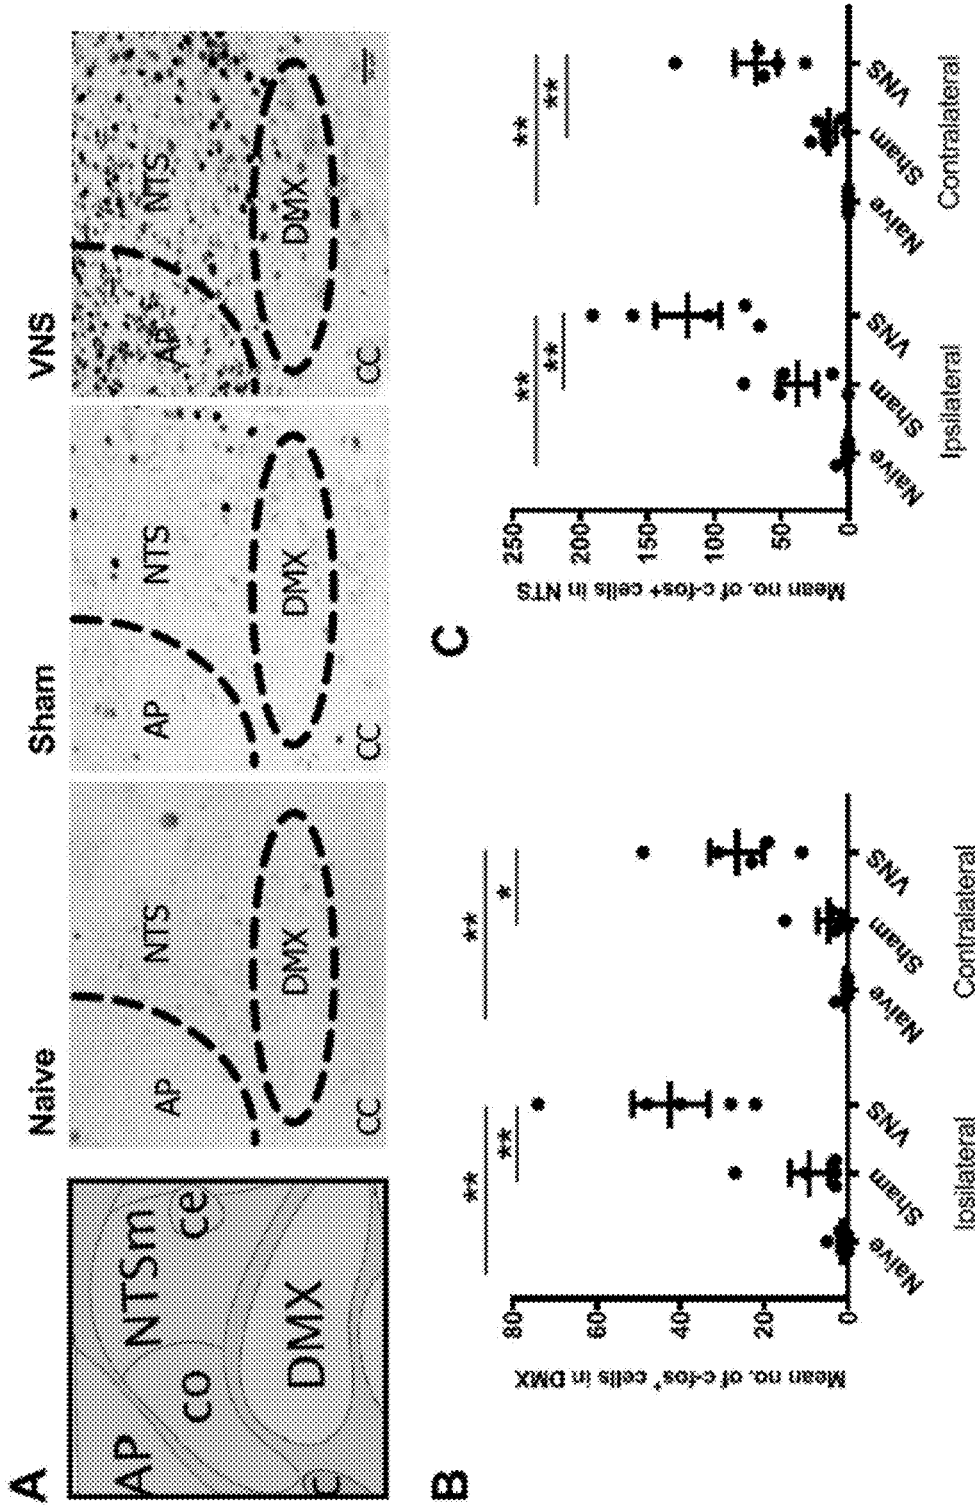 A
Naive
Sham
VNS
AP
NTSm
co
ce
DMX
C
AP
NTS
DMX
CC
AP
NTS
DMX
CC
AP
NTS
DMX
CC
B
Mean no. of c-fos⁺ cells in DMX
80
60
40
20
0
**
**
**
*
Naive
Sham
VNS
Naive
Sham
VNS
Ipsilateral
Contralateral
C
Mean no. of c-fos+ cells in NTS
250
200
150
100
50
0
**
**
**
**
Naive
Sham
VNS
Naive
Sham
VNS
Ipsilateral
Contralateral